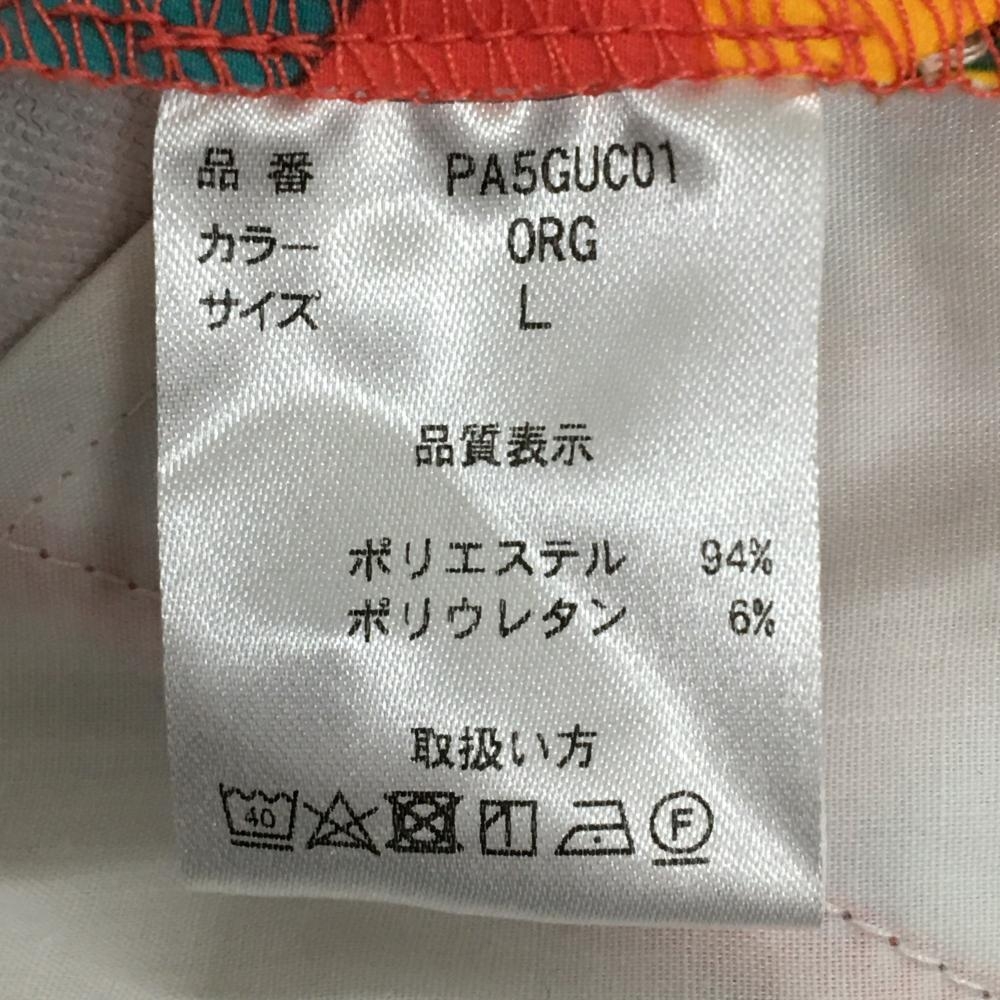 品番 PA5GUC01
カラー ORG
サイズ L
品質表示
ポリエステル 94%
ポリウレタン 6%
取扱い方
40 F